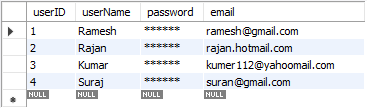 userID userName password email
1 Ramesh ****** ramesh@gmail.com
2 Rajan ****** rajan.hotmail.com
3 Kumar ****** kumer112@yahoomail.com
4 Suraj ****** suran@gmail.com
NULL NULL NULL NULL